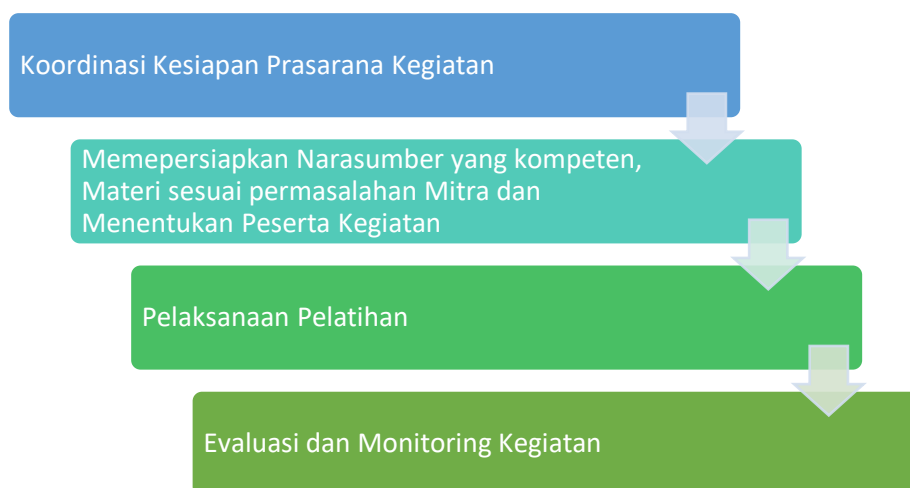 Koordinasi Kesiapan Prasarana Kegiatan
Memepersiapkan Narasumber yang kompeten,
Materi sesuai permasalahan Mitra dan
Menentukan Peserta Kegiatan
Pelaksanaan Pelatihan
Evaluasi dan Monitoring Kegiatan